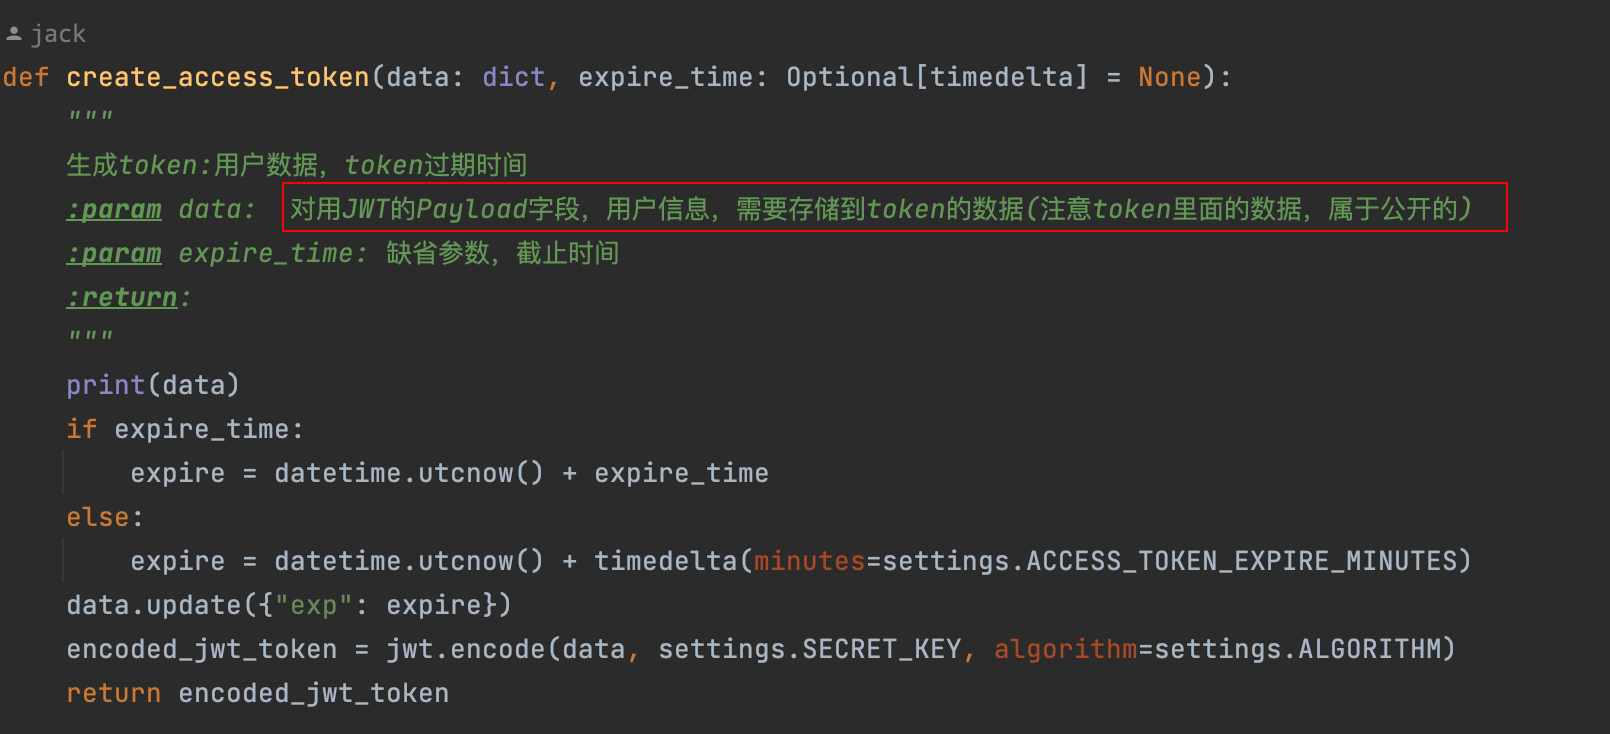 jack
def create_access_token(data: dict, expire_time: Optional[timedelta] = None):
"""
生成token:用户数据，token过期时间
:param data: 对用JWT的Payload字段，用户信息，需要存储到token的数据(注意token里面的数据，属于公开的)
:param expire_time: 缺省参数，截止时间
:return:
"""
print(data)
if expire_time:
expire = datetime.utcnow() + expire_time
else:
expire = datetime.utcnow() + timedelta(minutes=settings.ACCESS_TOKEN_EXPIRE_MINUTES)
data.update({"exp": expire})
encoded_jwt_token = jwt.encode(data, settings.SECRET_KEY, algorithm=settings.ALGORITHM)
return encoded_jwt_token